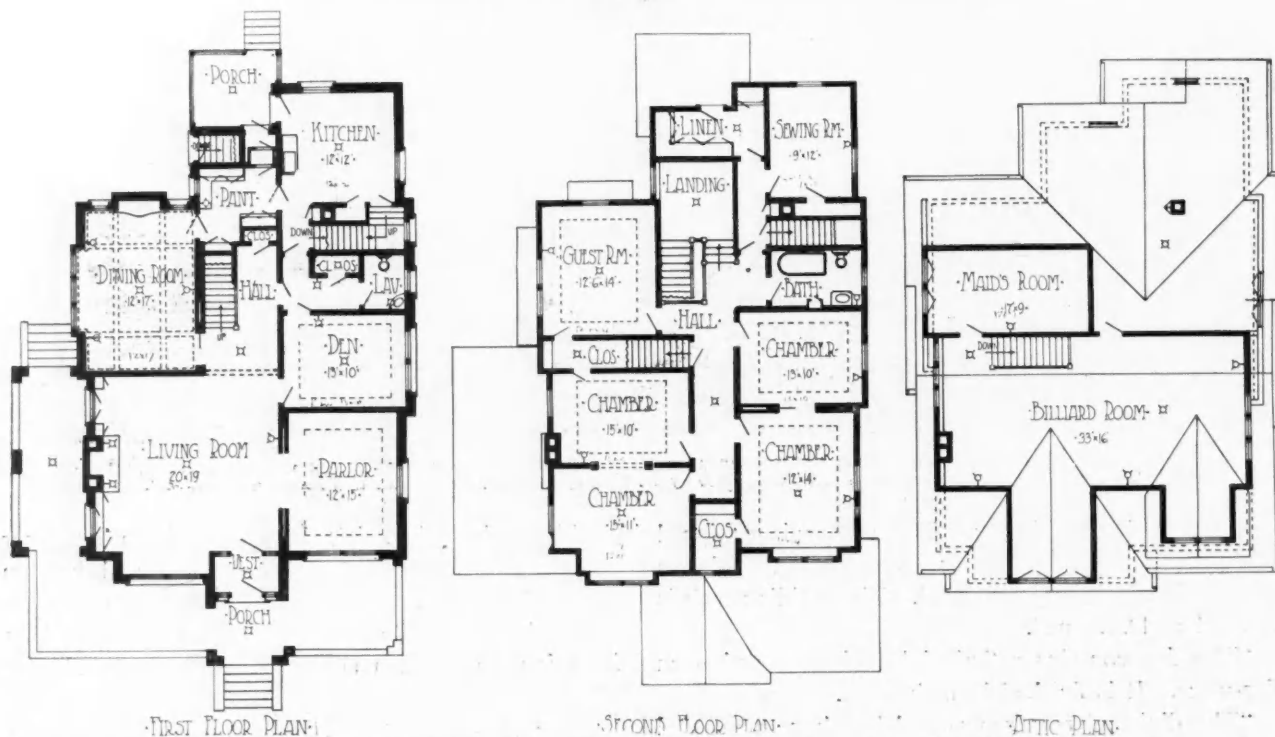 ·PORCH·
·KITCHEN·
·12'×12'·
DOWN
·PANT·
CLOS
DOWN
UP
·CLOS·
·DINING ROOM·
·12'×17'·
·HALL·
UP
·LAV·
·DEN·
·13'×10'·
·LIVING ROOM·
20×19
·PARLOR·
·12'×15'·
·VEST·
·PORCH·
·FIRST FLOOR PLAN·
·LINEN·
·SEWING RM·
·9'×12'·
·LANDING·
·GUEST RM·
·12'6×14'·
·BATH·
·HALL·
·CLOS·
·CHAMBER·
·13'×10'·
·CHAMBER·
·15'×10'·
·CHAMBER·
·12'×14'·
·CHAMBER·
·15'×11'·
·CLOS·
·SECOND FLOOR PLAN·
·MAID'S ROOM·
DOWN
·BILLIARD ROOM·
·33'×16·
·ATTIC PLAN·